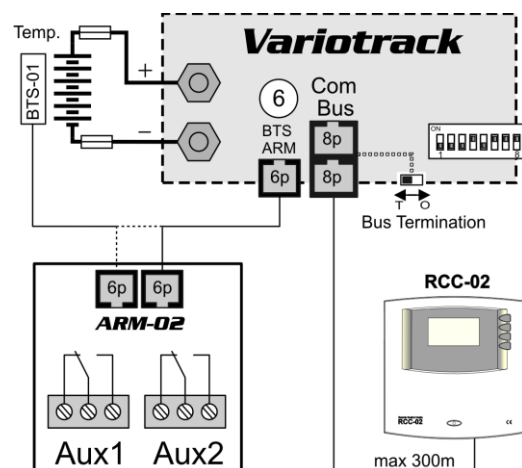 Variotrack
Temp.
BTS-01
+
−
6
BTS
ARM
6p
Com
Bus
8p
8p
ON
1
T O
Bus Termination
6p 6p
ARM-02
Aux1 Aux2
RCC-02
RCC-02
CE
max 300m